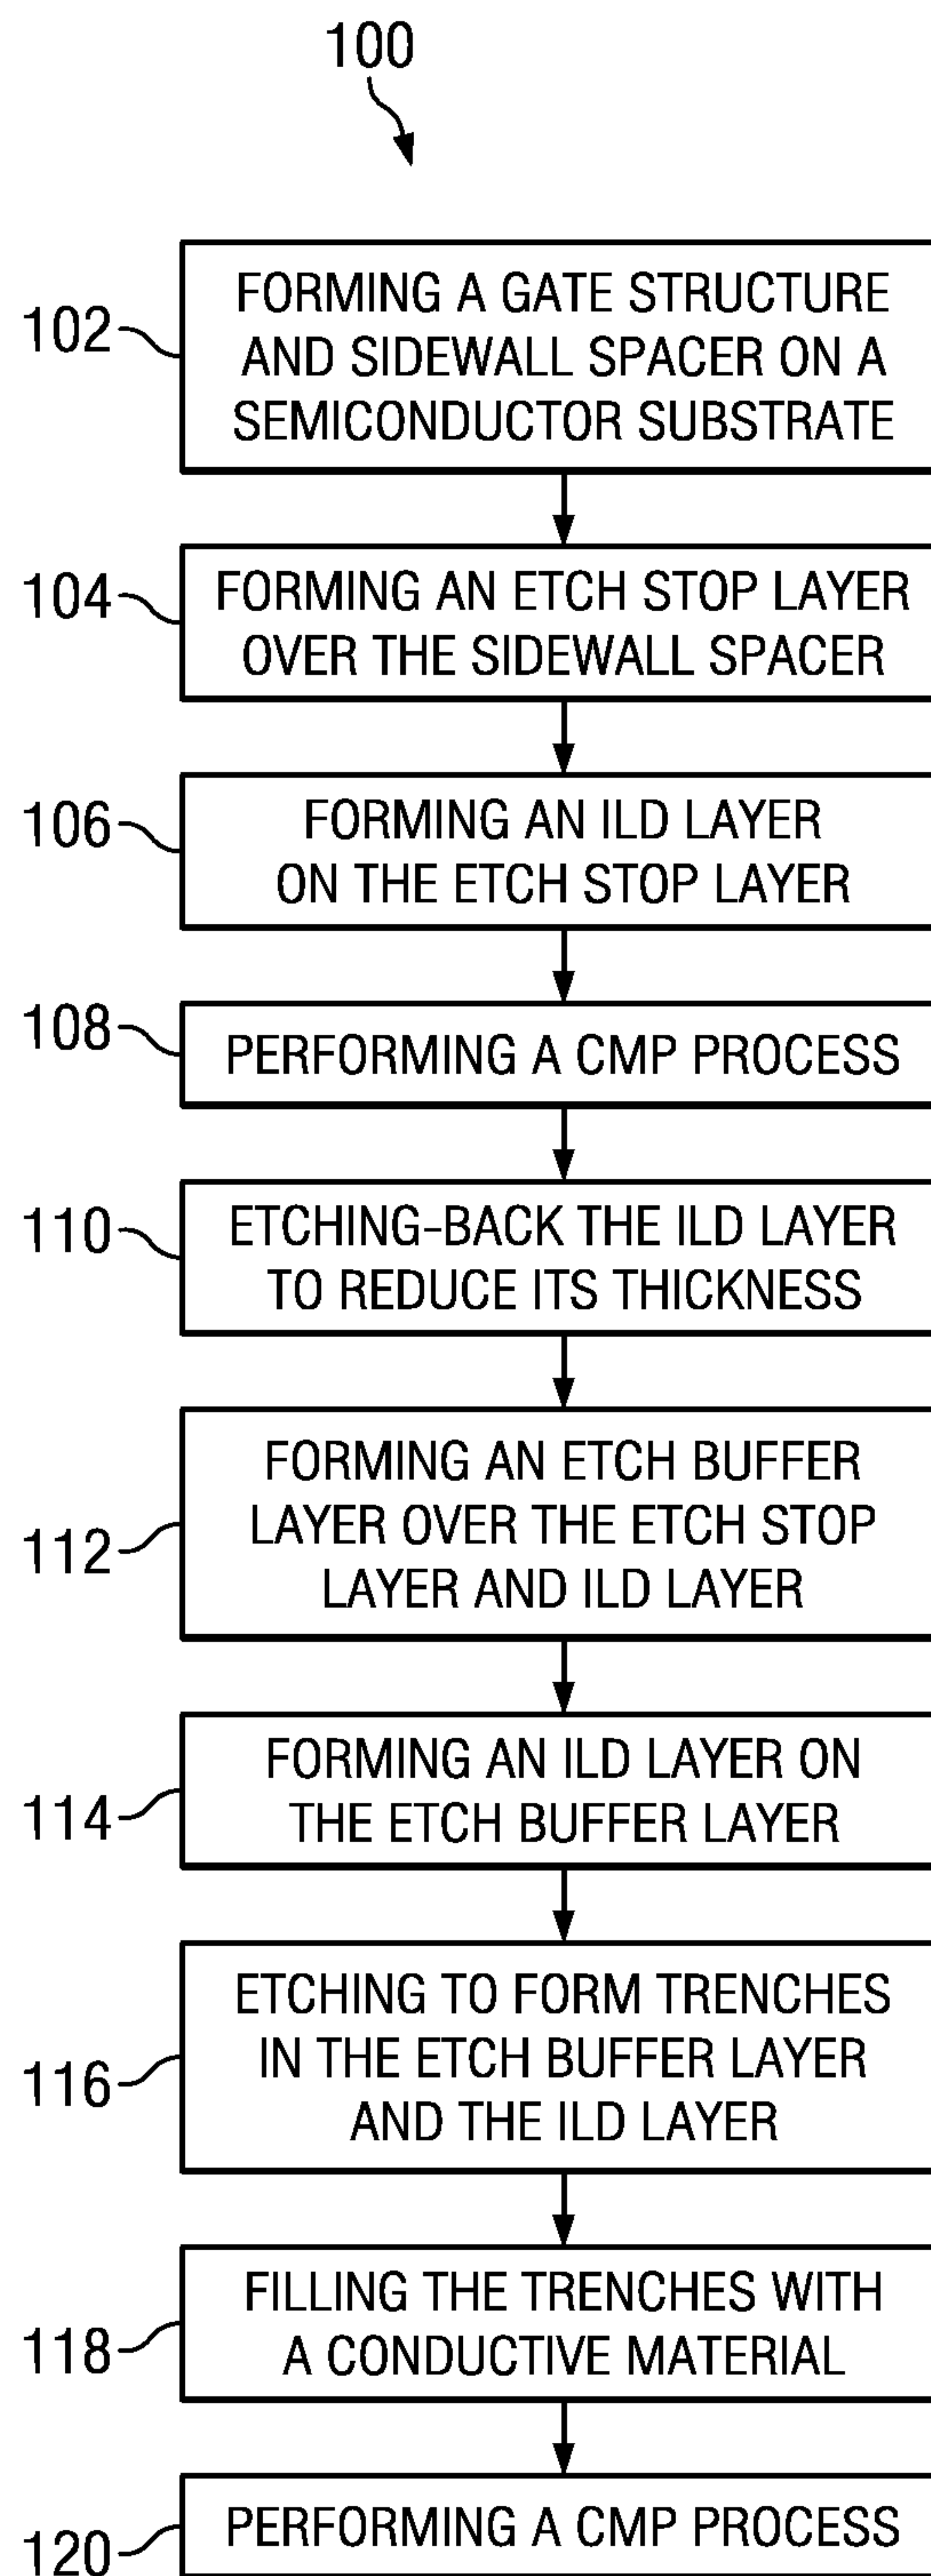 100
102
FORMING A GATE STRUCTURE
AND SIDEWALL SPACER ON A
SEMICONDUCTOR SUBSTRATE
104
FORMING AN ETCH STOP LAYER
OVER THE SIDEWALL SPACER
106
FORMING AN ILD LAYER
ON THE ETCH STOP LAYER
108
PERFORMING A CMP PROCESS
110
ETCHING-BACK THE ILD LAYER
TO REDUCE ITS THICKNESS
112
FORMING AN ETCH BUFFER
LAYER OVER THE ETCH STOP
LAYER AND ILD LAYER
114
FORMING AN ILD LAYER ON
THE ETCH BUFFER LAYER
116
ETCHING TO FORM TRENCHES
IN THE ETCH BUFFER LAYER
AND THE ILD LAYER
118
FILLING THE TRENCHES WITH
A CONDUCTIVE MATERIAL
120
PERFORMING A CMP PROCESS